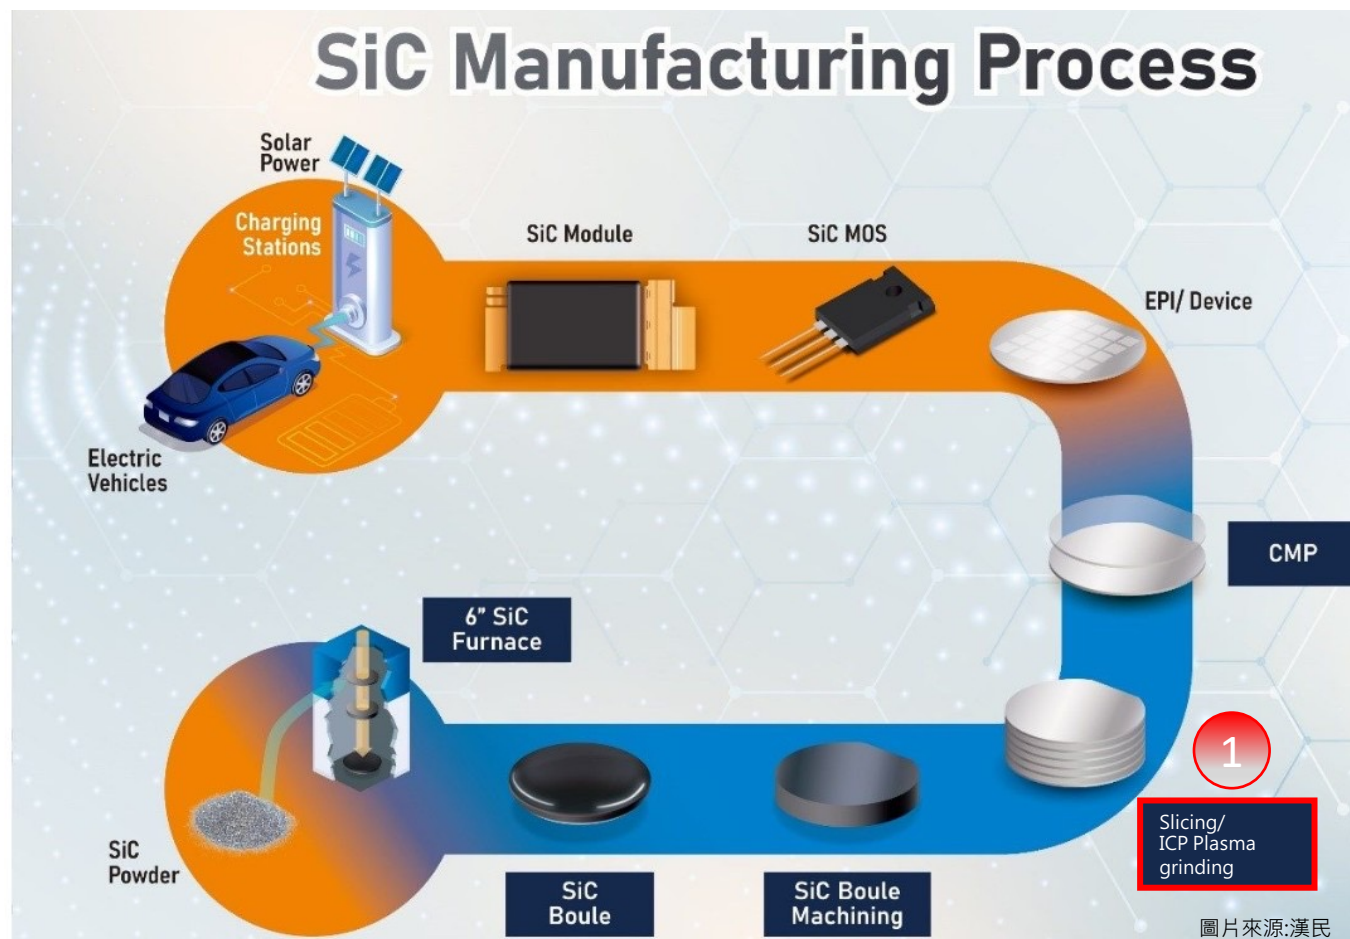 SiC Manufacturing Process
Solar
Power
Charging
Stations
Electric
Vehicles
SiC Module
SiC MOS
EPI/ Device
CMP
6” SiC
Furnace
SiC
Powder
SiC
Boule
SiC Boule
Machining
1
Slicing/
ICP Plasma
grinding
圖片來源:漢民